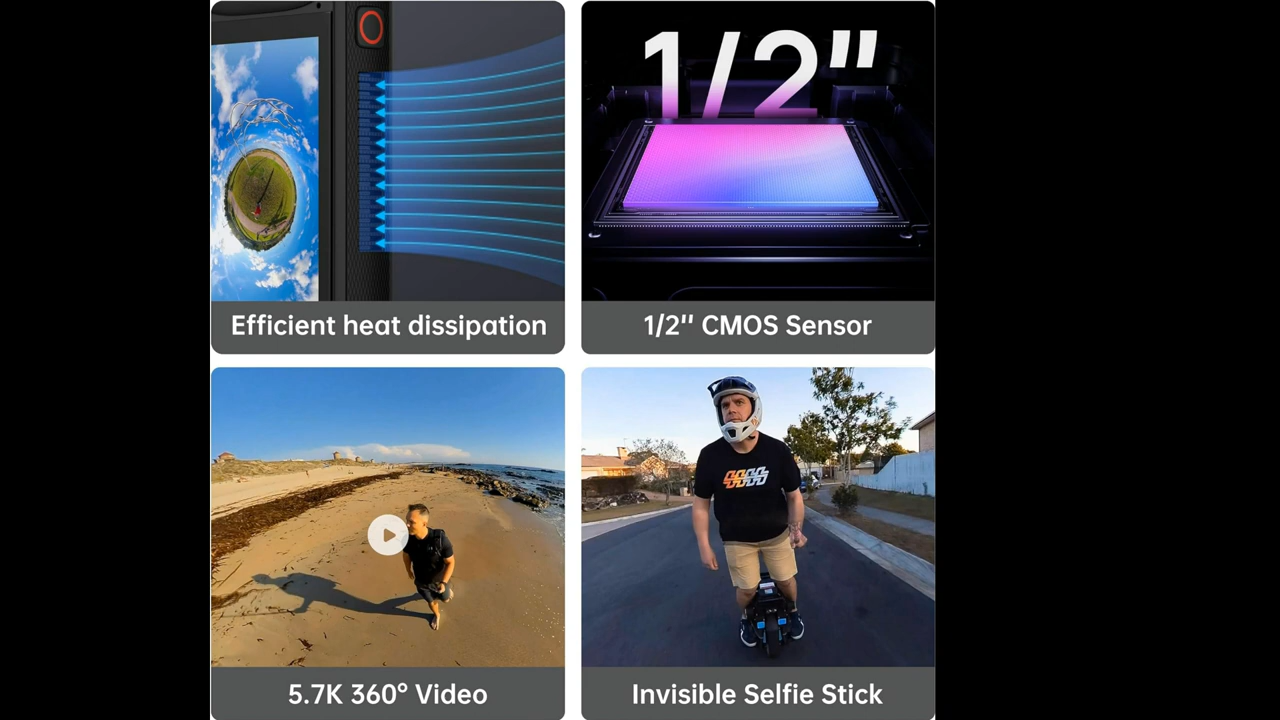 1/2"
Efficient heat dissipation
1/2" CMOS Sensor
5.7K 360° Video
Invisible Selfie Stick